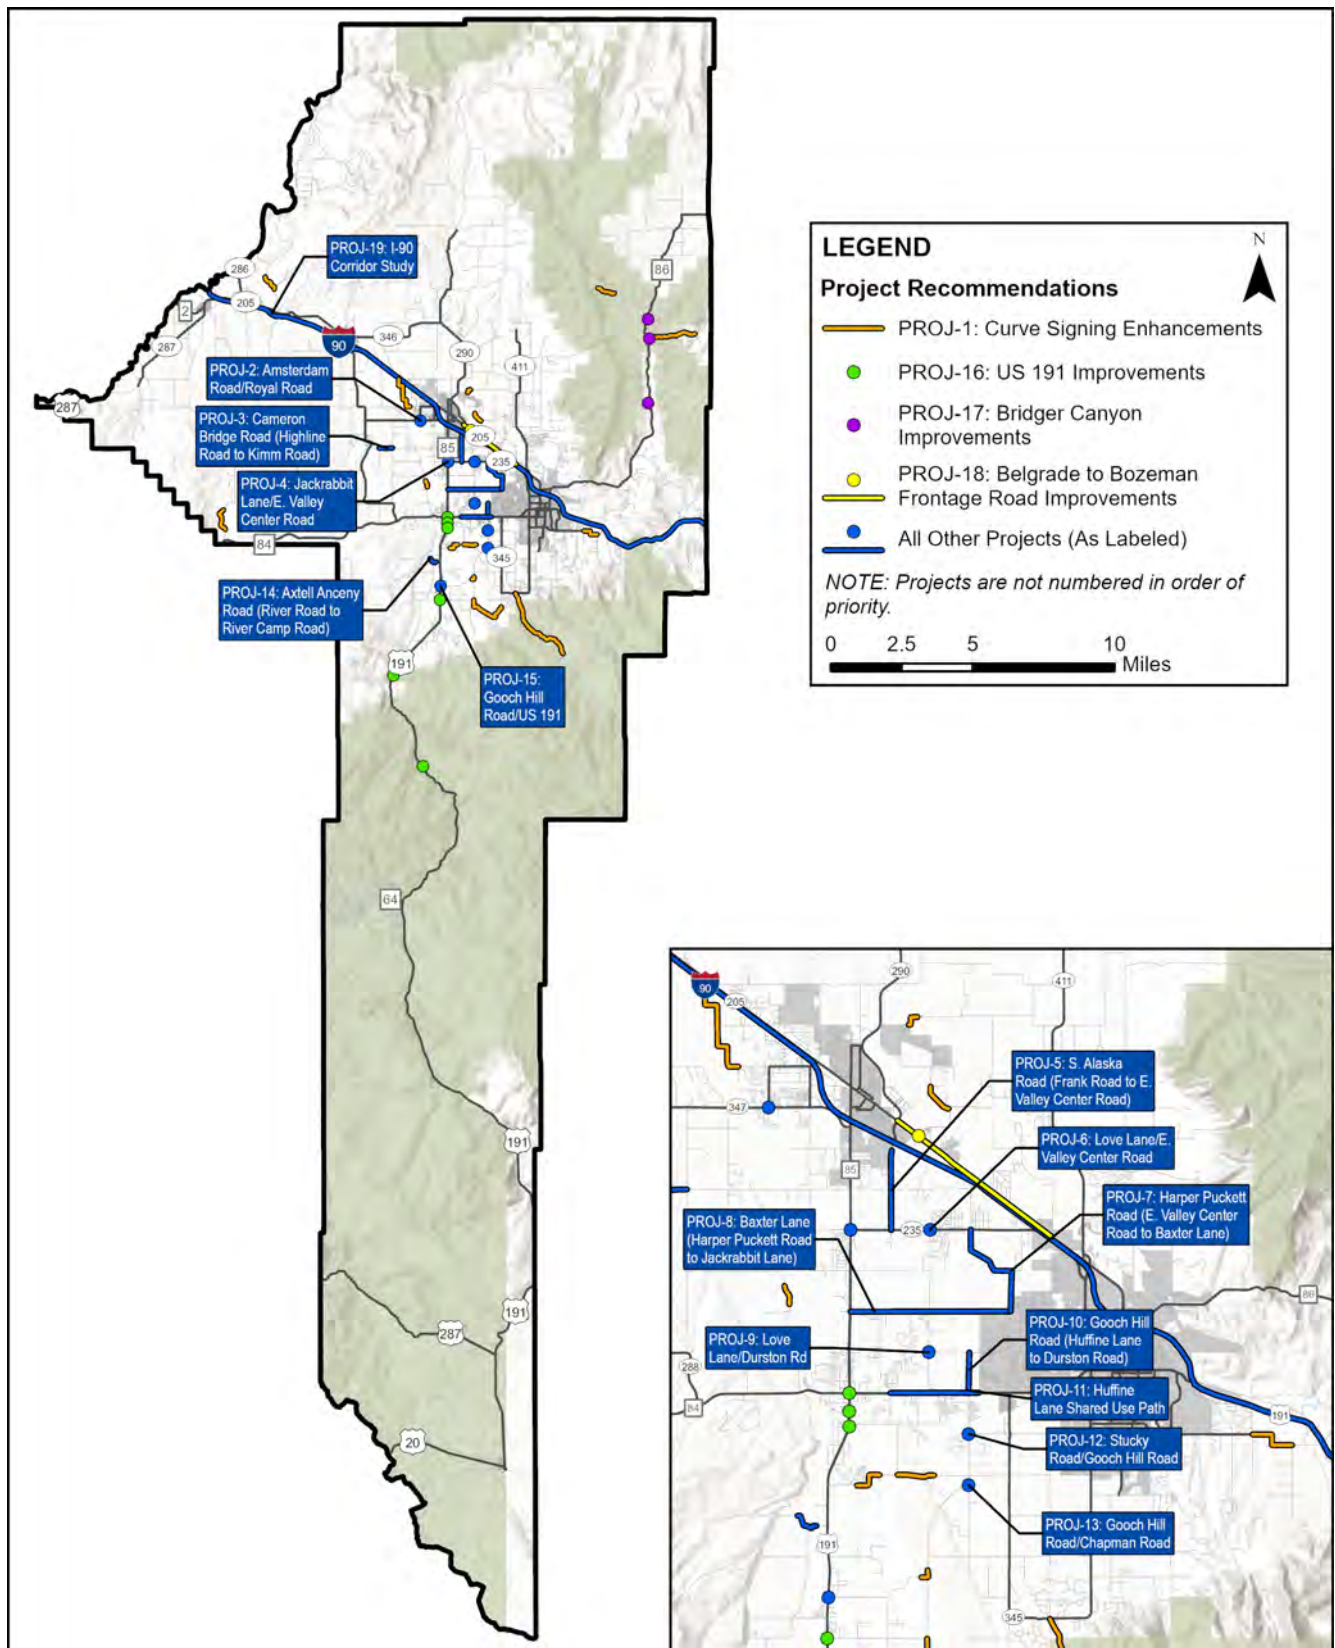 PROJ-19: I-90
Corridor Study
286
205
2
287
90
346
290
411
86
287
PROJ-2: Amsterdam
Road/Royal Road
PROJ-3: Cameron
Bridge Road (Highline
Road to Kimm Road)
PROJ-4: Jackrabbit
Lane/E. Valley
Center Road
85
205
235
84
345
PROJ-14: Axtell Anceny
Road (River Road to
River Camp Road)
191
PROJ-15:
Gooch Hill
Road/US 191
64
191
191
287
20
LEGEND
N
Project Recommendations
PROJ-1: Curve Signing Enhancements
PROJ-16: US 191 Improvements
PROJ-17: Bridger Canyon
Improvements
PROJ-18: Belgrade to Bozeman
Frontage Road Improvements
All Other Projects (As Labeled)
NOTE: Projects are not numbered in order of
priority.
0 2.5 5 10
Miles
90
205
290
411
347
85
PROJ-5: S. Alaska
Road (Frank Road to E.
Valley Center Road)
PROJ-6: Love Lane/E.
Valley Center Road
PROJ-7: Harper Puckett
Road (E. Valley Center
Road to Baxter Lane)
235
PROJ-8: Baxter Lane
(Harper Puckett Road
to Jackrabbit Lane)
86
PROJ-9: Love
Lane/Durston Rd
PROJ-10: Gooch Hill
Road (Huffine Lane
to Durston Road)
288
84
PROJ-11: Huffine
Lane Shared Use Path
191
PROJ-12: Stucky
Road/Gooch Hill Road
PROJ-13: Gooch Hill
Road/Chapman Road
191
345